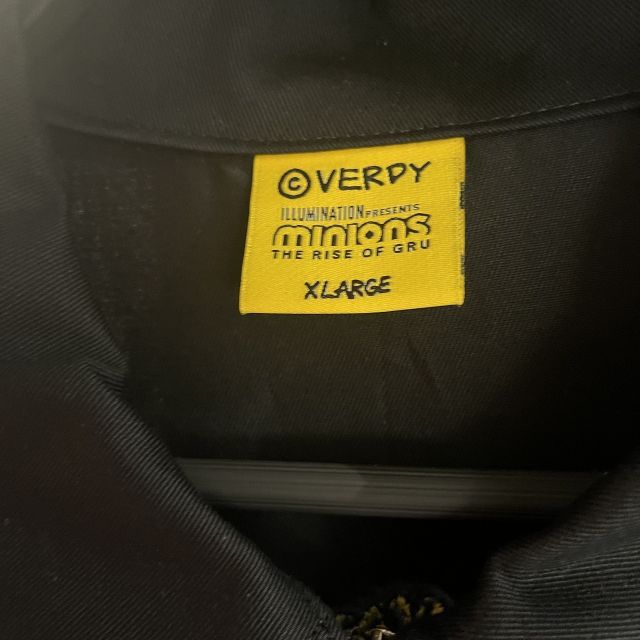 © VERDY
ILLUMINATION PRESENTS
minions
THE RISE OF GRU
XLARGE